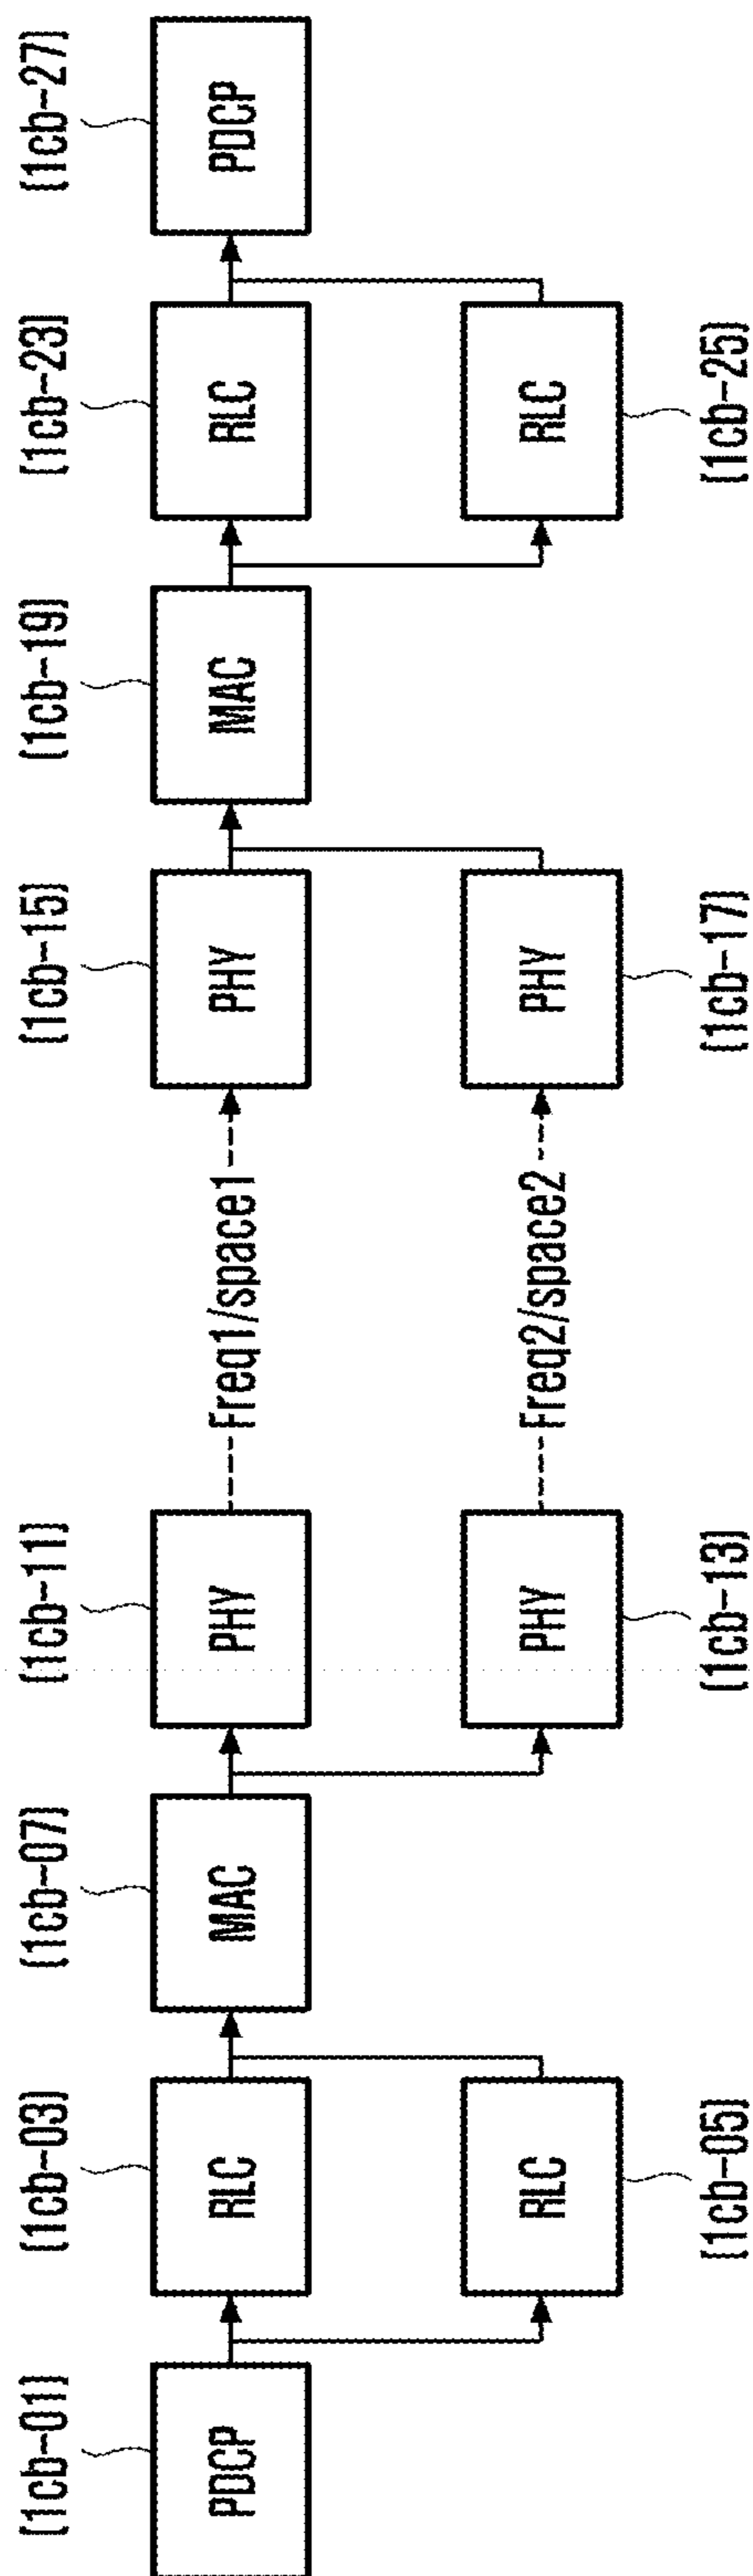 (1cb-01)
(1cb-03)
(1cb-07)
(1cb-11)
(1cb-15)
(1cb-19)
(1cb-23)
(1cb-27)
PDCP
RLC
MAC
PHY
Freq1/space1
PHY
MAC
RLC
PDCP
RLC
PHY
Freq2/space2
PHY
RLC
(1cb-05)
(1cb-13)
(1cb-17)
(1cb-25)